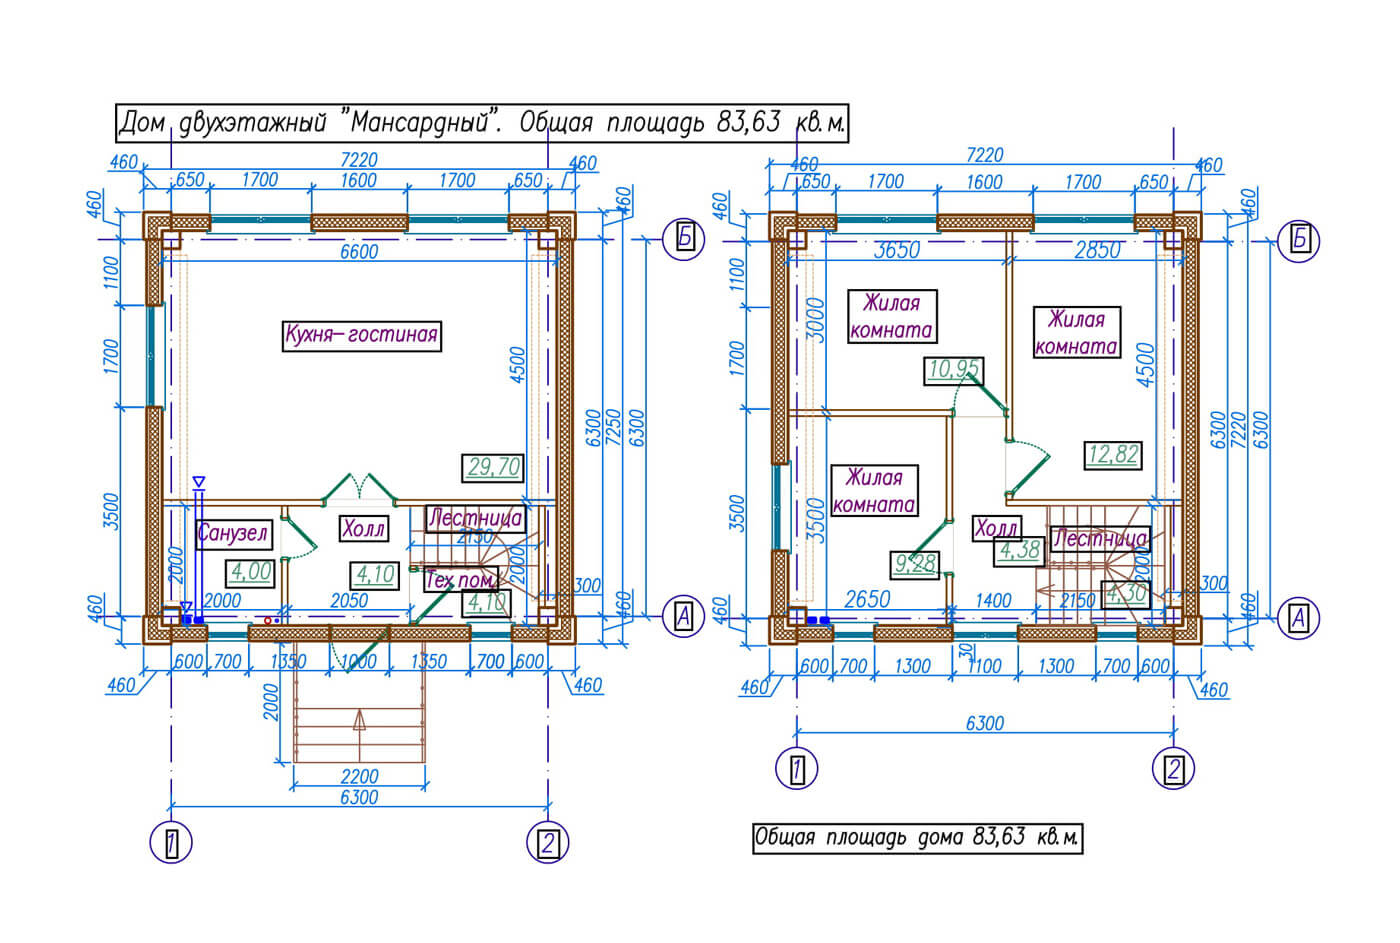 Дом двухэтажный "Мансардный". Общая площадь 83,63 кв.м.
460 7220 460
650 1700 1600 1700 650
460 460
Б
6600
1100
Кухня-гостиная
1700
4500
6300 7250 6300
29,70
3500
Санузел Холл Лестница
2150
2000 2000
4,00 4,10 Тех.пом.
4,10 300
2000 2050
460 460
А
600 700 1350 1000 1350 700 600
460 460
2000
2200
6300
1 2
7220
460 460
650 1700 1600 1700 650
460 460
Б
3650 2850
1100
Жилая
комната
Жилая
комната
3000
1700
4500
10,95
6300 7220 6300
12,82
Жилая
комната
3500 3500
Холл Лестница
4,38 2000
9,28 4,30 300
2650 1400 2150
460 460
А
30
600 700 1300 1100 1300 700 600
460 460
6300
1 2
Общая площадь дома 83,63 кв.м.